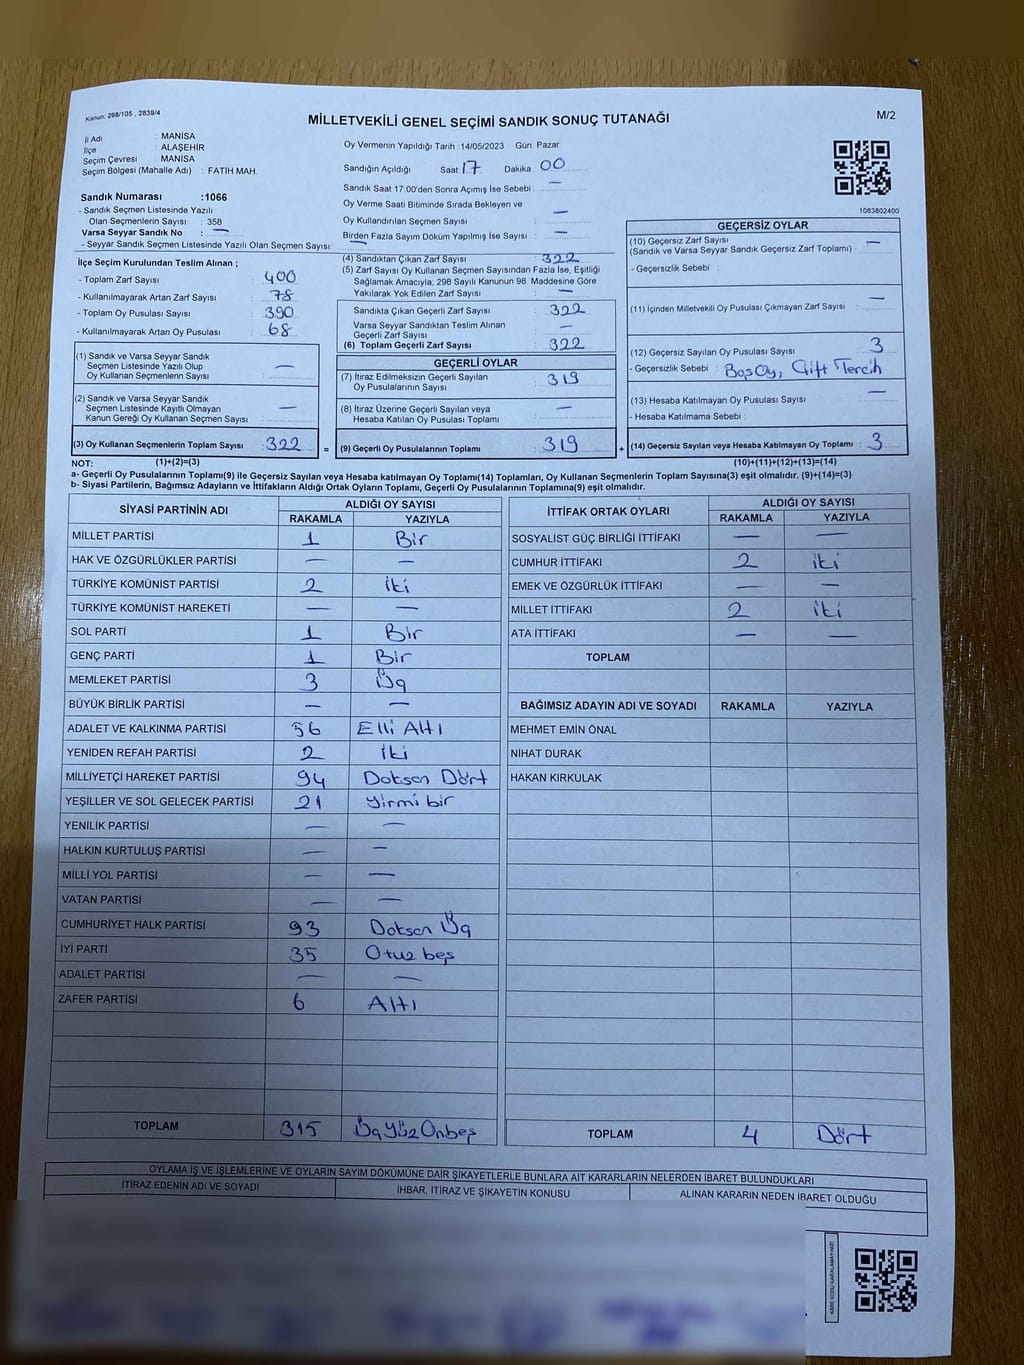 Kanun: 298/105 , 2839/4
MİLLETVEKİLİ GENEL SEÇİMİ SANDIK SONUÇ TUTANAĞI
M/2
İl Adı : MANİSA
İlçe : ALAŞEHİR
Seçim Çevresi : MANİSA
Seçim Bölgesi (Mahalle Adı) : FATİH MAH.
Sandık Numarası :1066
- Sandık Seçmen Listesinde Yazılı
Olan Seçmenlerin Sayısı : 358
Varsa Seyyar Sandık No : —
- Seyyar Sandık Seçmen Listesinde Yazılı Olan Seçmen Sayısı: —
Oy Vermenin Yapıldığı Tarih :14/05/2023 Gün: Pazar
Sandığın Açıldığı Saat: 17 Dakika : 00
Sandık Saat 17:00'den Sonra Açımış İse Sebebi : —
Oy Verme Saati Bitiminde Sırada Bekleyen ve
Oy Kullandırılan Seçmen Sayısı : —
Birden Fazla Sayım Döküm Yapılmış İse Sayısı : —
1083802400
İlçe Seçim Kurulundan Teslim Alınan ;
- Toplam Zarf Sayısı : 400
- Kullanılmayarak Artan Zarf Sayısı : 78
- Toplam Oy Pusulası Sayısı : 390
- Kullanılmayarak Artan Oy Pusulası : 68
(1) Sandık ve Varsa Seyyar Sandık
Seçmen Listesinde Yazılı Olup
Oy Kullanan Seçmenlerin Sayısı : —
(2) Sandık ve Varsa Seyyar Sandık
Seçmen Listesinde Kayıtlı Olmayan
Kanun Gereği Oy Kullanan Seçmen Sayısı : —
(3) Oy Kullanan Seçmenlerin Toplam Sayısı : 322
(4) Sandıktan Çıkan Zarf Sayısı : 322
(5) Zarf Sayısı Oy Kullanan Seçmen Sayısından Fazla İse, Eşitliği
Sağlamak Amacıyla, 298 Sayılı Kanunun 98. Maddesine Göre
Yakılarak Yok Edilen Zarf Sayısı : —
Sandıkta Çıkan Geçerli Zarf Sayısı : 322
Varsa Seyyar Sandıktan Teslim Alınan
Geçerli Zarf Sayısı : —
(6) Toplam Geçerli Zarf Sayısı : 322
GEÇERLİ OYLAR
(7) İtiraz Edilmeksizin Geçerli Sayılan
Oy Pusulalarının Sayısı : 319
(8) İtiraz Üzerine Geçerli Sayılan veya
Hesaba Katılan Oy Pusulası Toplamı : —
= (9) Geçerli Oy Pusulalarının Toplamı : 319
GEÇERSİZ OYLAR
(10) Geçersiz Zarf Sayısı : —
(Sandık ve Varsa Seyyar Sandık Geçersiz Zarf Toplamı)
- Geçersizlik Sebebi :
(11) İçinden Milletvekili Oy Pusulası Çıkmayan Zarf Sayısı : —
(12) Geçersiz Sayılan Oy Pusulası Sayısı : 3
- Geçersizlik Sebebi : Boş Oy, Çift Tercih
(13) Hesaba Katılmayan Oy Pusulası Sayısı : —
- Hesaba Katılmama Sebebi :
+ (14) Geçersiz Sayılan veya Hesaba Katılmayan Oy Toplamı : 3
NOT: (1)+(2)=(3)
(10)+(11)+(12)+(13)=(14)
a- Geçerli Oy Pusulalarının Toplamı(9) ile Geçersiz Sayılan veya Hesaba katılmayan Oy Toplamı(14) Toplamları, Oy Kullanan Seçmenlerin Toplam Sayısına(3) eşit olmalıdır. (9)+(14)=(3)
b- Siyasi Partilerin, Bağımsız Adayların ve İttifakların Aldığı Ortak Oyların Toplamı, Geçerli Oy Pusulalarının Toplamına(9) eşit olmalıdır.
SİYASİ PARTİNİN ADI ALDIĞI OY SAYISI
RAKAMLA YAZIYLA
MİLLET PARTİSİ 1 Bir
HAK VE ÖZGÜRLÜKLER PARTİSİ — —
TÜRKİYE KOMÜNİST PARTİSİ 2 iki
TÜRKİYE KOMÜNİST HAREKETİ — —
SOL PARTİ 1 Bir
GENÇ PARTİ 1 Bir
MEMLEKET PARTİSİ 3 Üç
BÜYÜK BİRLİK PARTİSİ — —
ADALET VE KALKINMA PARTİSİ 56 Elli Altı
YENİDEN REFAH PARTİSİ 2 iki
MİLLİYETÇİ HAREKET PARTİSİ 94 Doksan Dört
YEŞİLLER VE SOL GELECEK PARTİSİ 21 Yirmi bir
YENİLİK PARTİSİ — —
HALKIN KURTULUŞ PARTİSİ — —
MİLLİ YOL PARTİSİ — —
VATAN PARTİSİ — —
CUMHURİYET HALK PARTİSİ 93 Doksan Üç
İYİ PARTİ 35 Otuz beş
ADALET PARTİSİ — —
ZAFER PARTİSİ 6 Altı
TOPLAM 315 Üç Yüz Onbeş
İTTİFAK ORTAK OYLARI ALDIĞI OY SAYISI
RAKAMLA YAZIYLA
SOSYALİST GÜÇ BİRLİĞİ İTTİFAKI — —
CUMHUR İTTİFAKI 2 iki
EMEK VE ÖZGÜRLÜK İTTİFAKI — —
MİLLET İTTİFAKI 2 iki
ATA İTTİFAKI — —
TOPLAM
BAĞIMSIZ ADAYIN ADI VE SOYADI RAKAMLA YAZIYLA
MEHMET EMİN ÖNAL
NİHAT DURAK
HAKAN KIRKULAK
TOPLAM 4 Dört
OYLAMA İŞ VE İŞLEMLERİNE VE OYLARIN SAYIM DÖKÜMÜNE DAİR ŞİKAYETLERLE BUNLARA AİT KARARLARIN NELERDEN İBARET BULUNDUKLARI
İTİRAZ EDENİN ADI VE SOYADI İHBAR, İTİRAZ VE ŞİKAYETİN KONUSU ALINAN KARARIN NEDEN İBARET OLDUĞU
KARE KODU KARALAMAYINIZ!